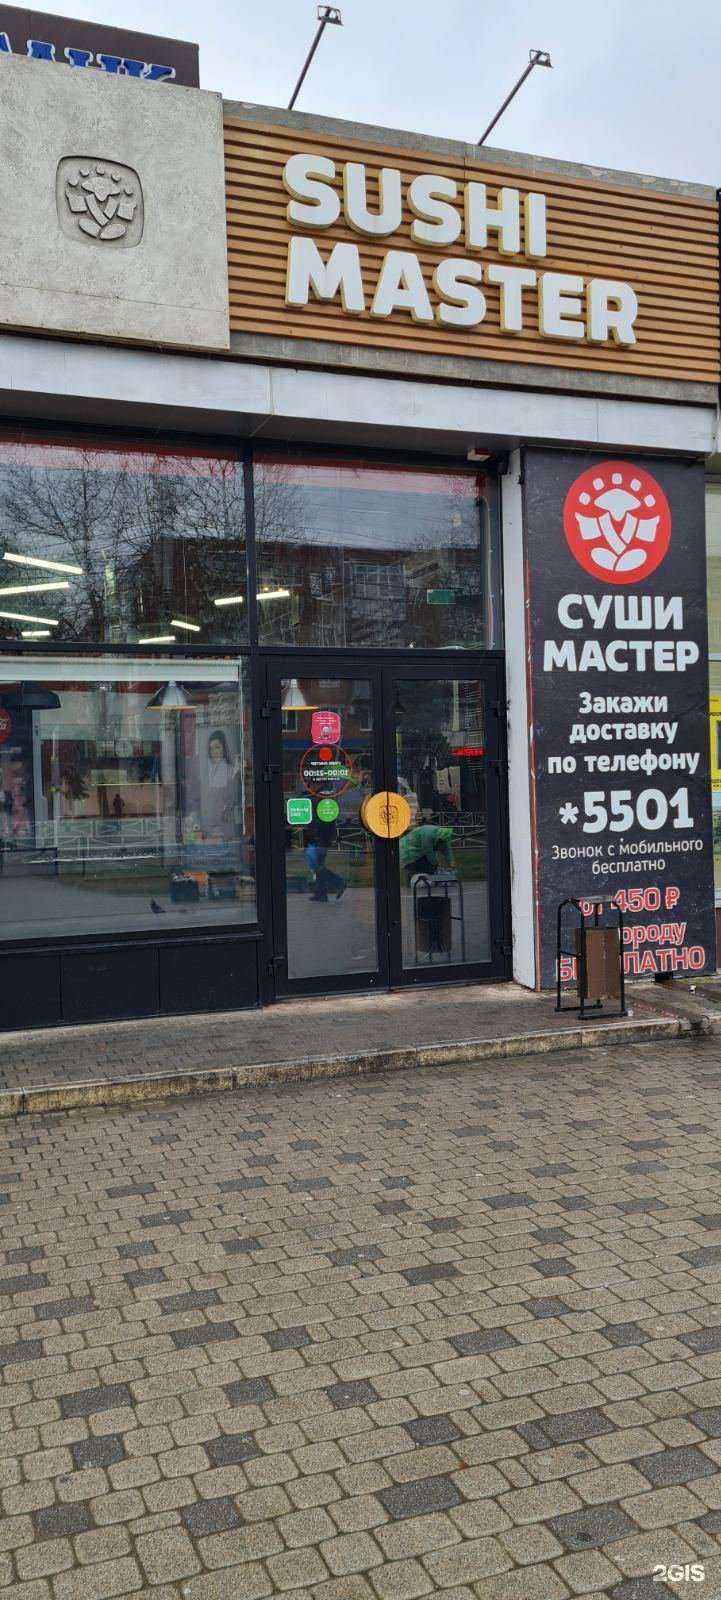 SUSHI
MASTER
СУШИ
МАСТЕР
Закажи
доставку
по телефону
*5501
Звонок с мобильного
бесплатно
450 ₽
2GIS